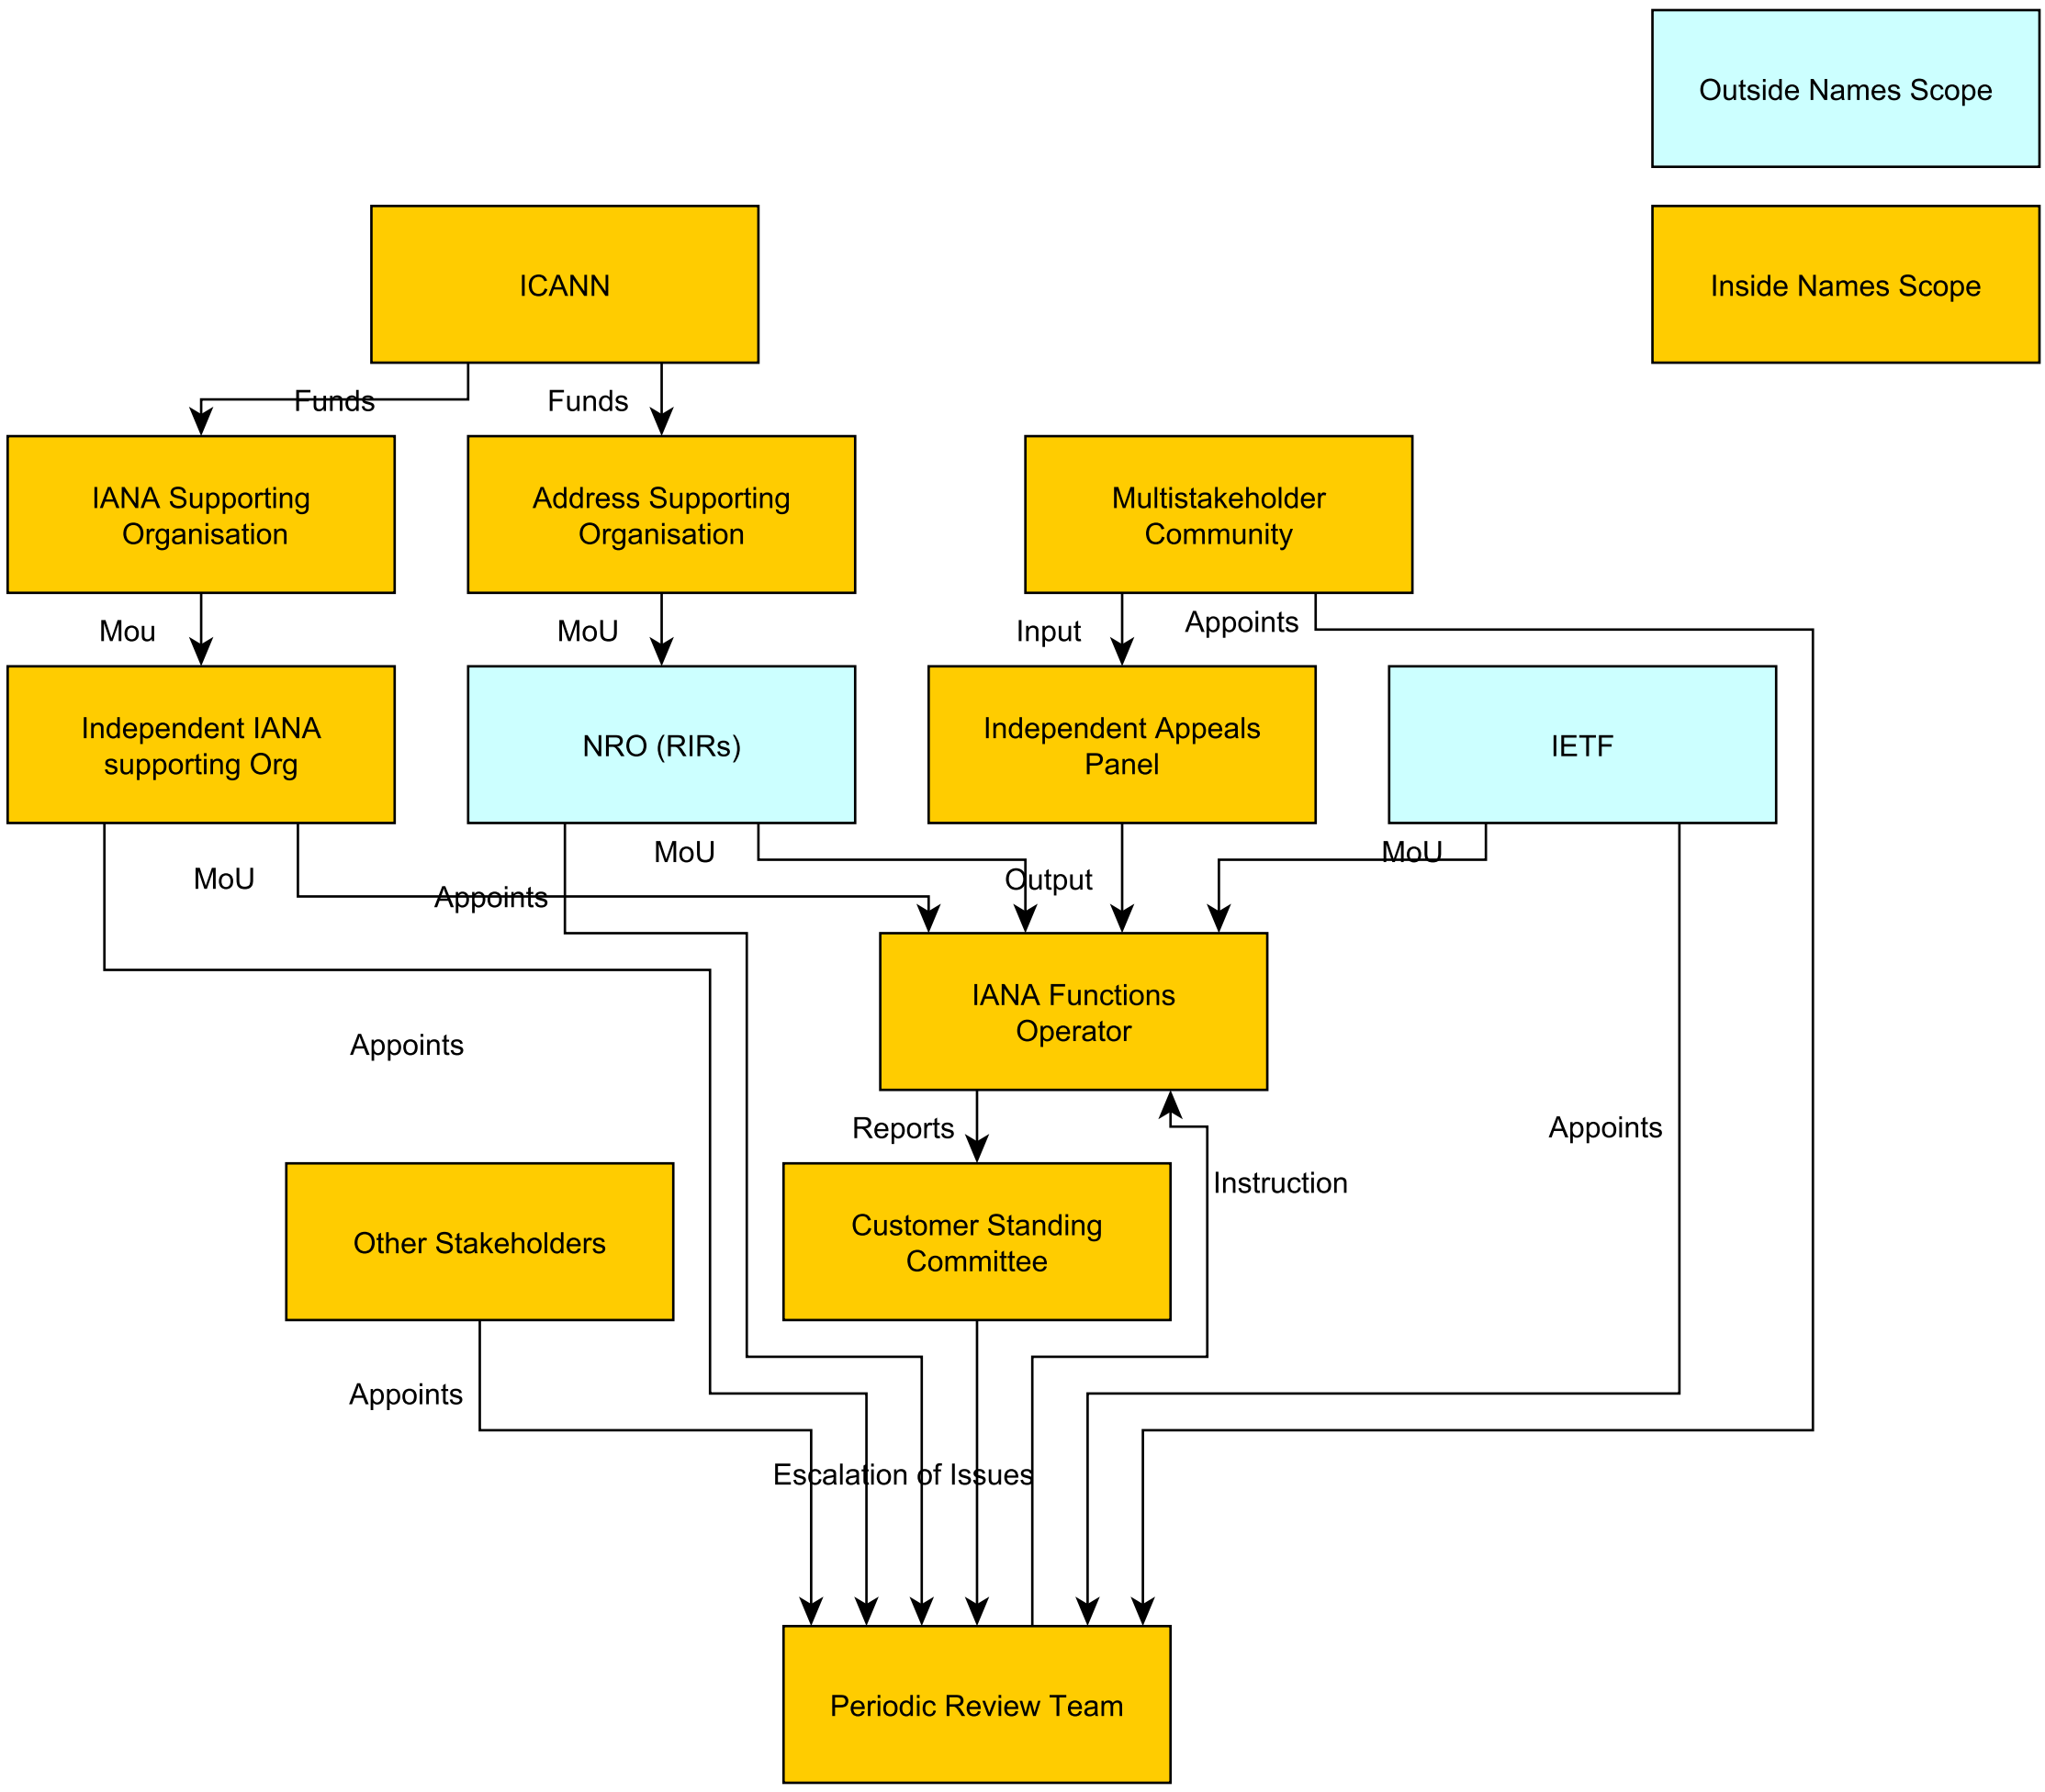 Outside Names Scope
ICANN
Inside Names Scope
Funds
Funds
IANA Supporting
Organisation
Address Supporting
Organisation
Multistakeholder
Community
Mou
MoU
Input
Appoints
Independent IANA
supporting Org
NRO (RIRs)
Independent Appeals
Panel
IETF
MoU
MoU
Appoints
Output
MoU
IANA Functions
Operator
Appoints
Reports
Appoints
Instruction
Other Stakeholders
Customer Standing
Committee
Appoints
Escalation of Issues
Periodic Review Team